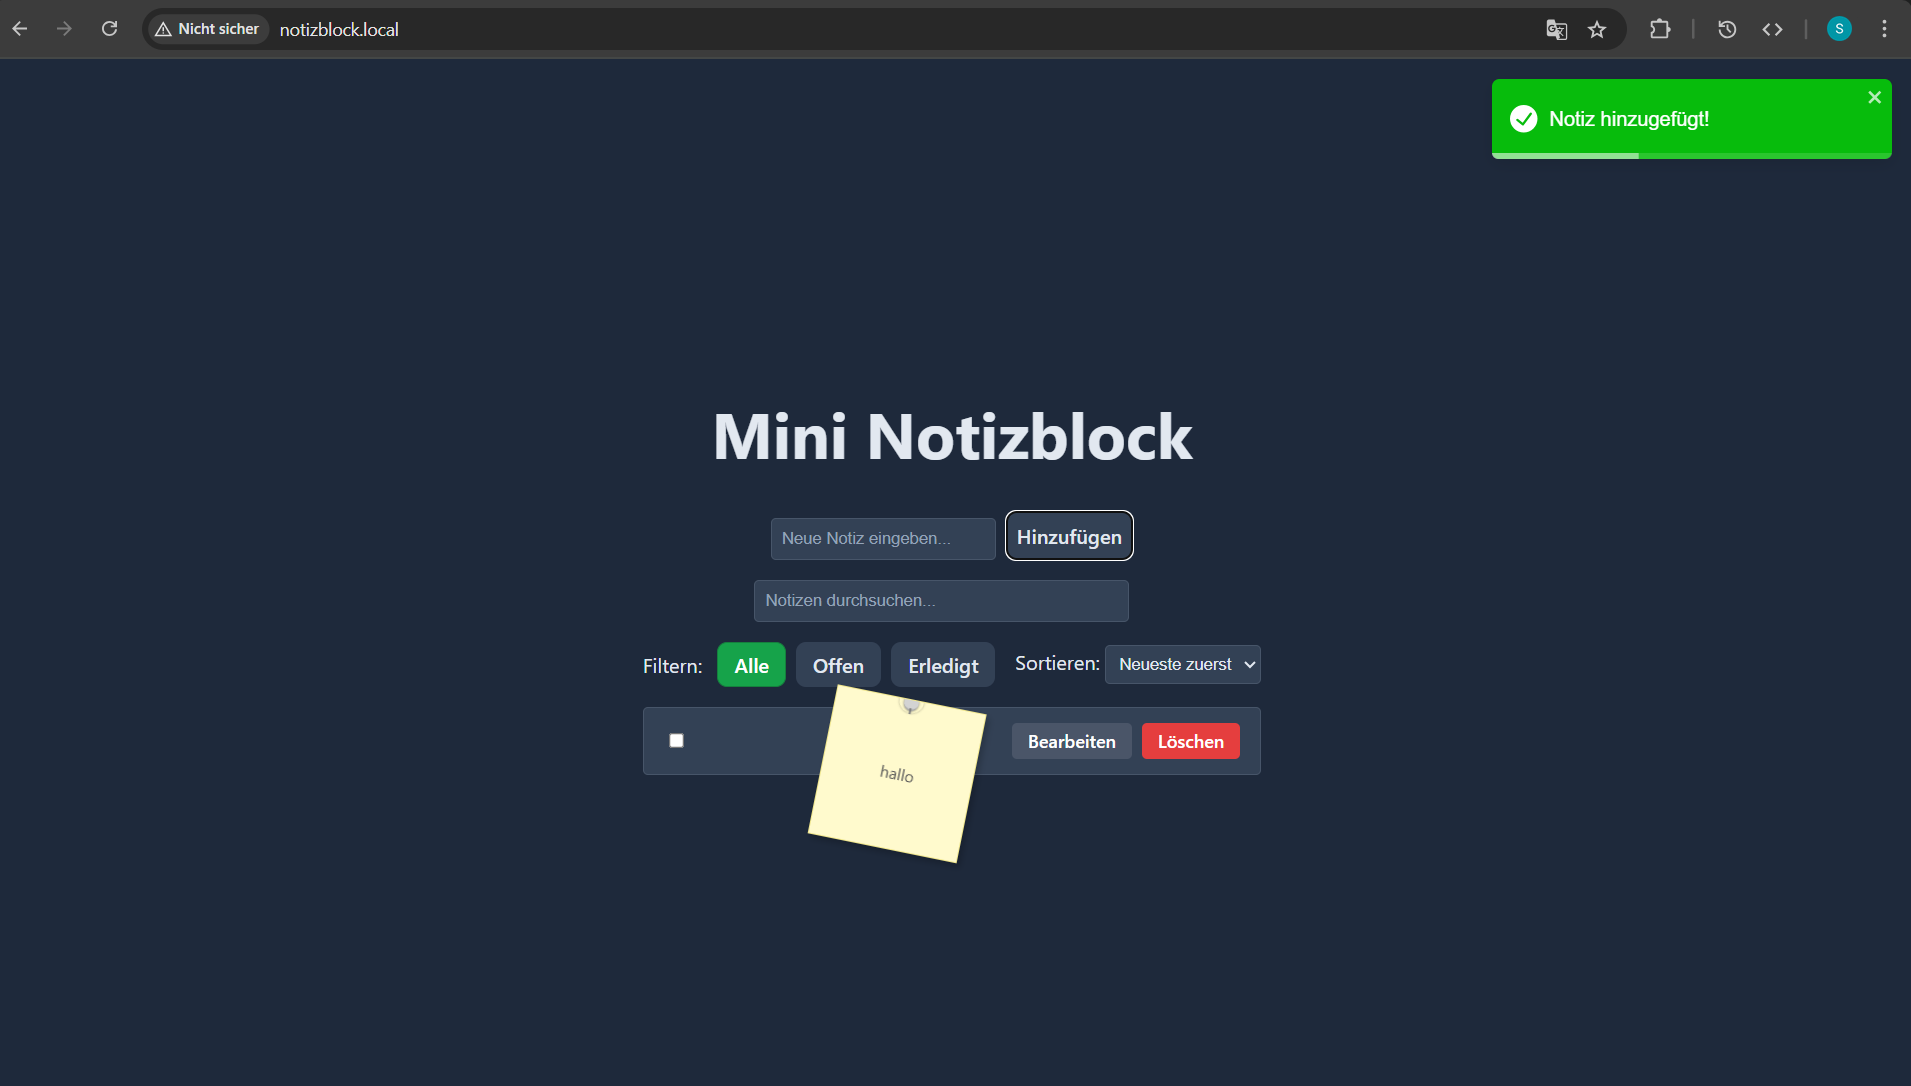 Nicht sicher notizblock.local S
Notiz hinzugefügt!
Mini Notizblock
Neue Notiz eingeben... Hinzufügen
Notizen durchsuchen...
Filtern: Alle Offen Erledigt Sortieren: Neueste zuerst
Bearbeiten Löschen
hallo